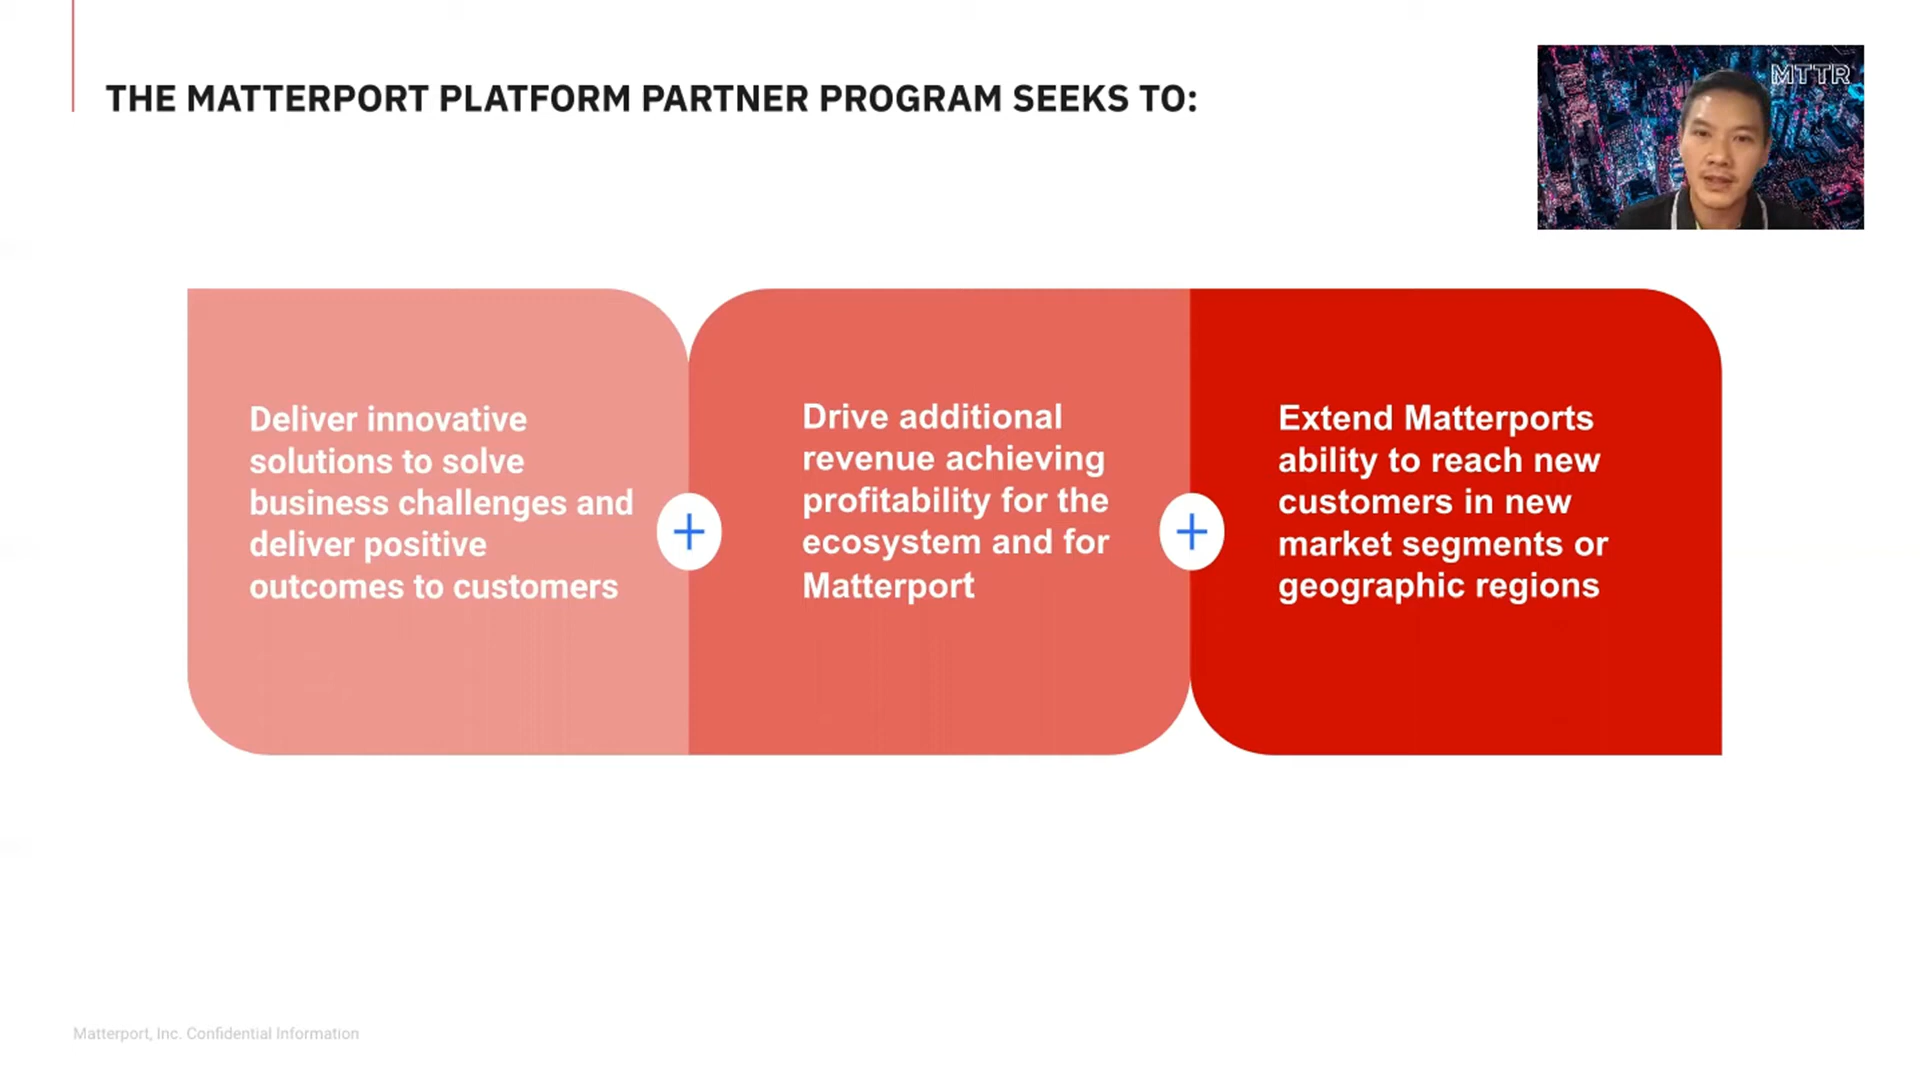 THE MATTERPORT PLATFORM PARTNER PROGRAM SEEKS TO:
MTTR
Deliver innovative
solutions to solve
business challenges and
deliver positive
outcomes to customers
+
Drive additional
revenue achieving
profitability for the
ecosystem and for
Matterport
+
Extend Matterports
ability to reach new
customers in new
market segments or
geographic regions
Matterport, Inc. Confidential Information